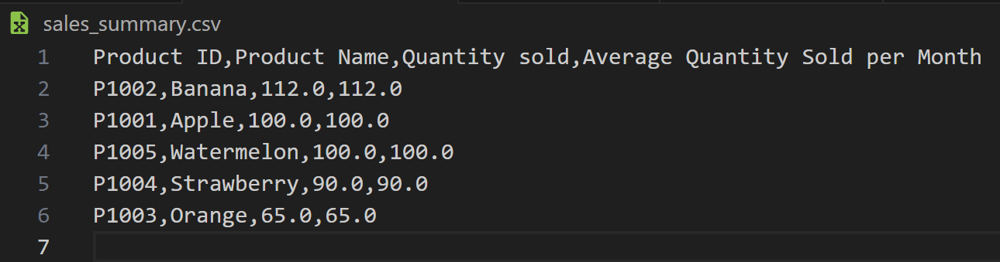 sales_summary.csv
1 Product ID,Product Name,Quantity sold,Average Quantity Sold per Month
2 P1002,Banana,112.0,112.0
3 P1001,Apple,100.0,100.0
4 P1005,Watermelon,100.0,100.0
5 P1004,Strawberry,90.0,90.0
6 P1003,Orange,65.0,65.0
7